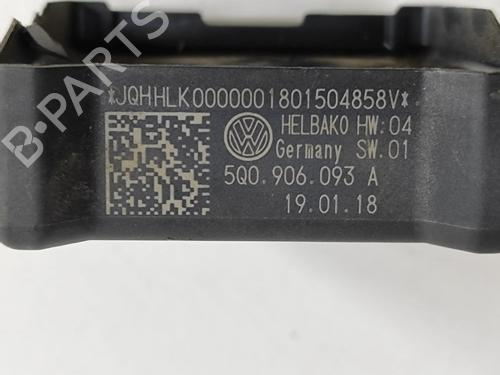 *JQHHLK0000001801504858V*
HELBAKO HW:04
Germany SW.01
5Q0.906.093 A
19.01.18
B-PARTS